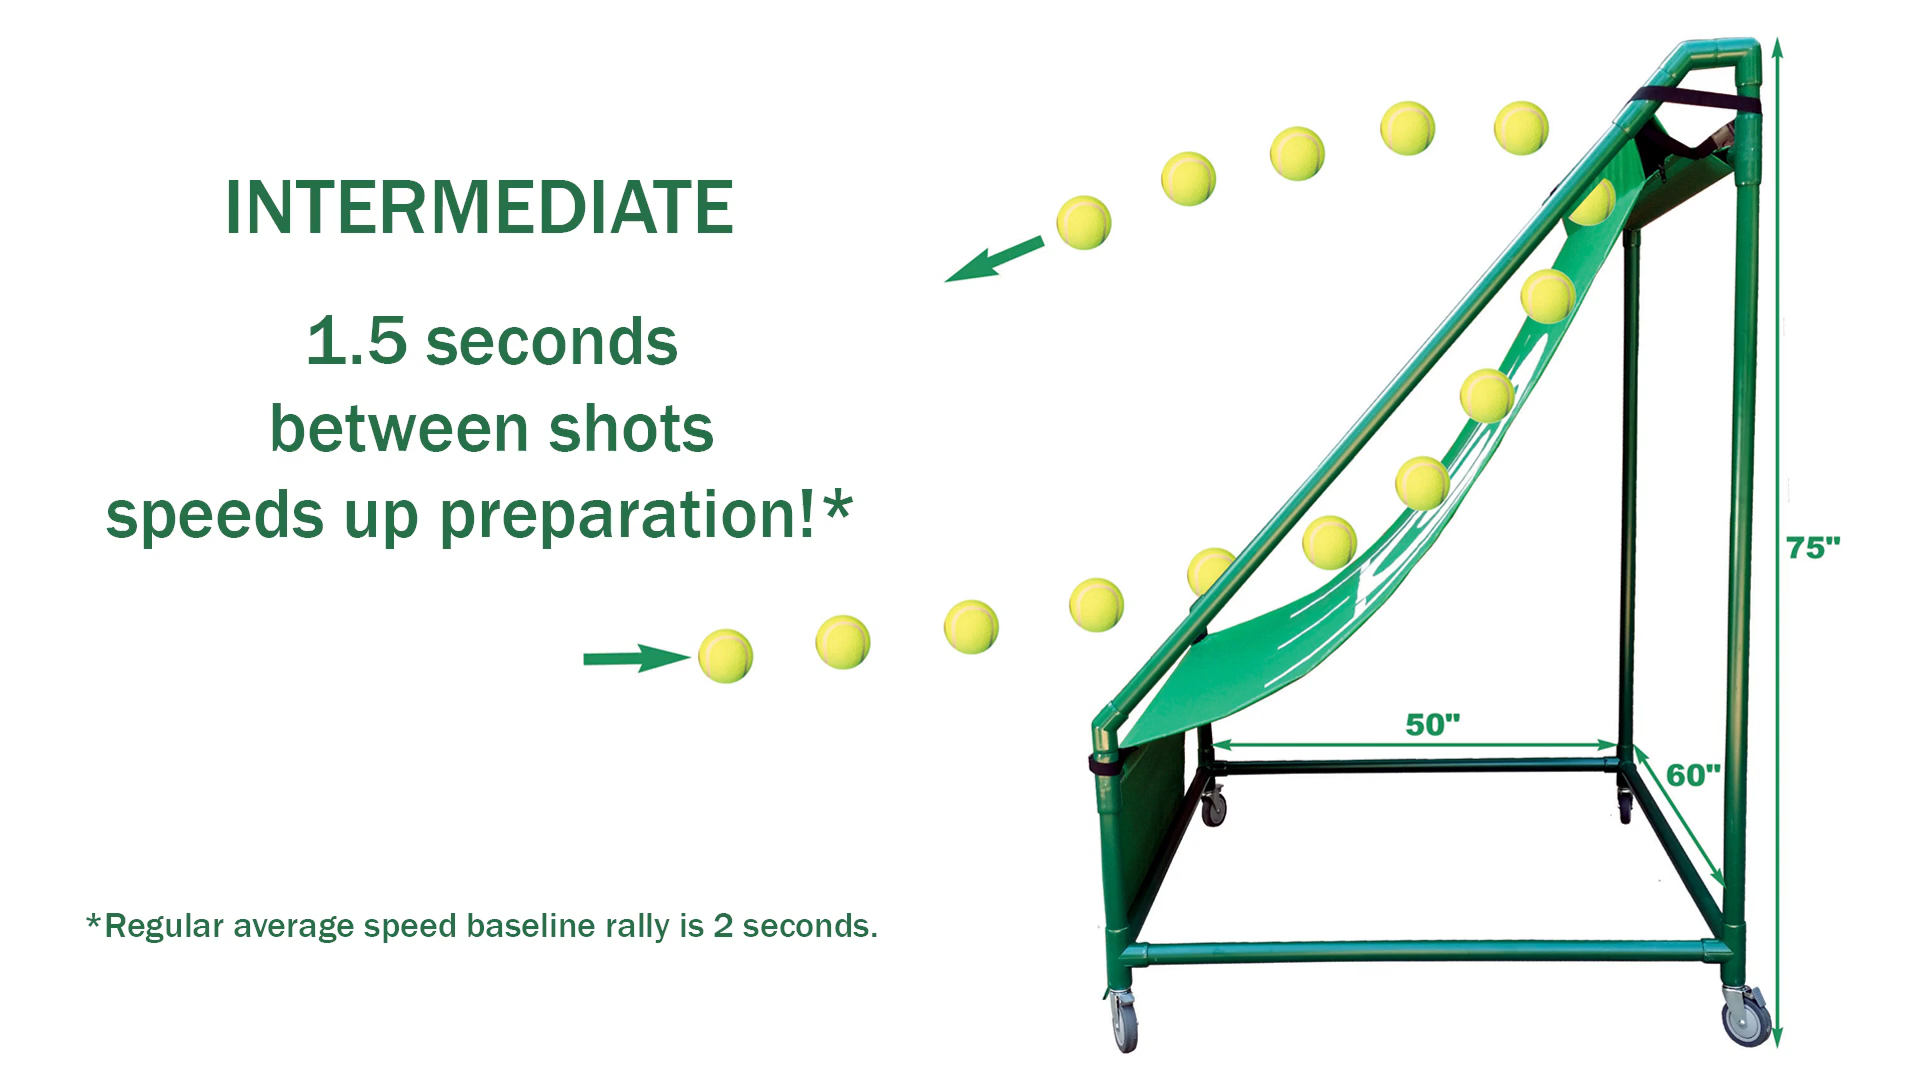 INTERMEDIATE
1.5 seconds
between shots
speeds up preparation!*
75"
50"
60"
*Regular average speed baseline rally is 2 seconds.